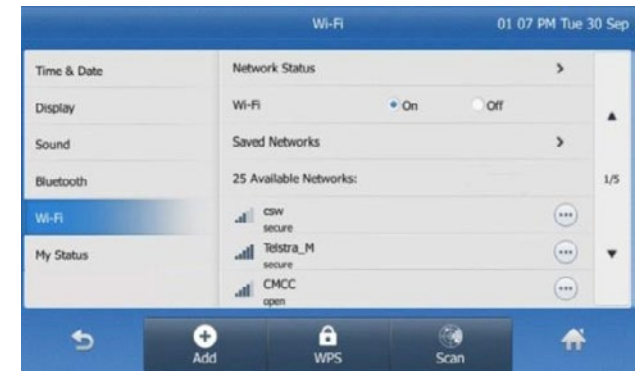 Wi-Fi 01 07 PM Tue 30 Sep
Time & Date
Display
Sound
Bluetooth
Wi-Fi
My Status
Network Status
Wi-Fi On Off
Saved Networks
25 Available Networks:
csw
secure
Telstra_M
secure
CMCC
open
1/5
Add
WPS
Scan